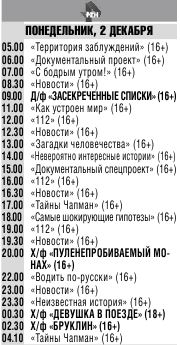 РЕН
ПОНЕДЕЛЬНИК, 2 ДЕКАБРЯ
05.00 «Территория заблуждений» (16+)
06.00 «Документальный проект» (16+)
07.00 «С бодрым утром!» (16+)
08.30 «Новости» (16+)
09.00 Д/ф «ЗАСЕКРЕЧЕННЫЕ СПИСКИ» (16+)
11.00 «Как устроен мир» (16+)
12.00 «112» (16+)
12.30 «Новости» (16+)
13.00 «Загадки человечества» (16+)
14.00 «Невероятно интересные истории» (16+)
15.00 «Документальный спецпроект» (16+)
16.00 «112» (16+)
16.30 «Новости» (16+)
17.00 «Тайны Чапман» (16+)
18.00 «Самые шокирующие гипотезы» (16+)
19.00 «112» (16+)
19.30 «Новости» (16+)
20.00 Х/ф «ПУЛЕНЕПРОБИВАЕМЫЙ МО-
НАХ» (16+)
22.00 «Водить по-русски» (16+)
23.00 «Новости» (16+)
23.30 «Неизвестная история» (16+)
00.30 Х/ф «ДЕВУШКА В ПОЕЗДЕ» (18+)
02.30 Х/ф «БРУКЛИН» (16+)
04.10 «Тайны Чапман» (16+)